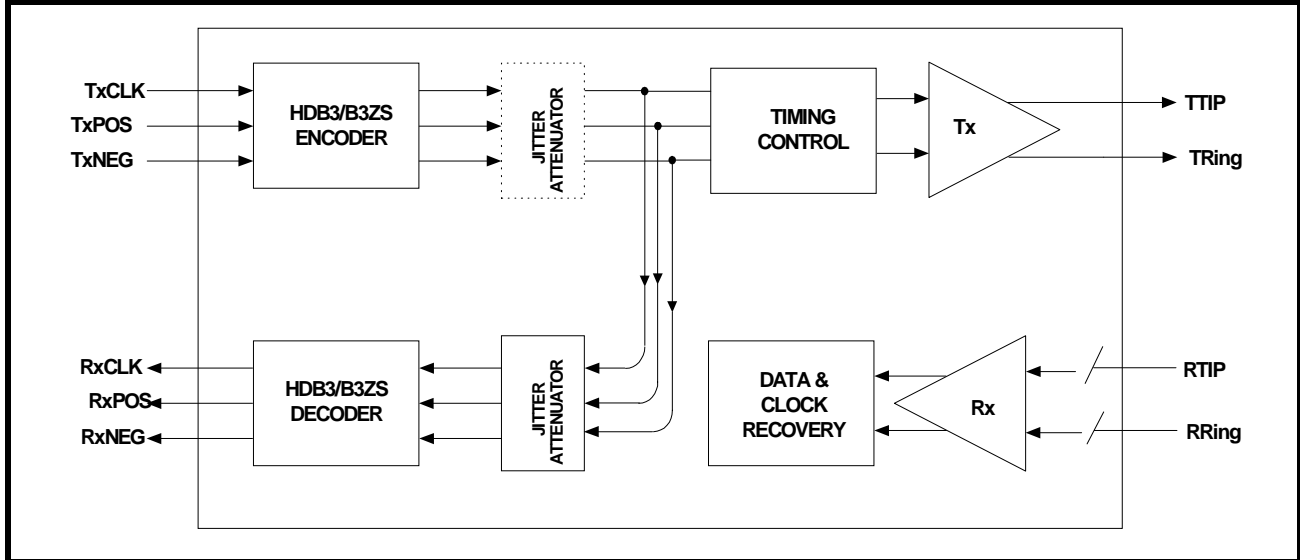 TxCLK
TxPOS
TxNEG
HDB3/B3ZS
ENCODER
JITTER
ATTENUATOR
TIMING
CONTROL
Tx
TTIP
TRing
RxCLK
RxPOS
RxNEG
HDB3/B3ZS
DECODER
JITTER
ATTENUATOR
DATA &
CLOCK
RECOVERY
Rx
RTIP
RRing